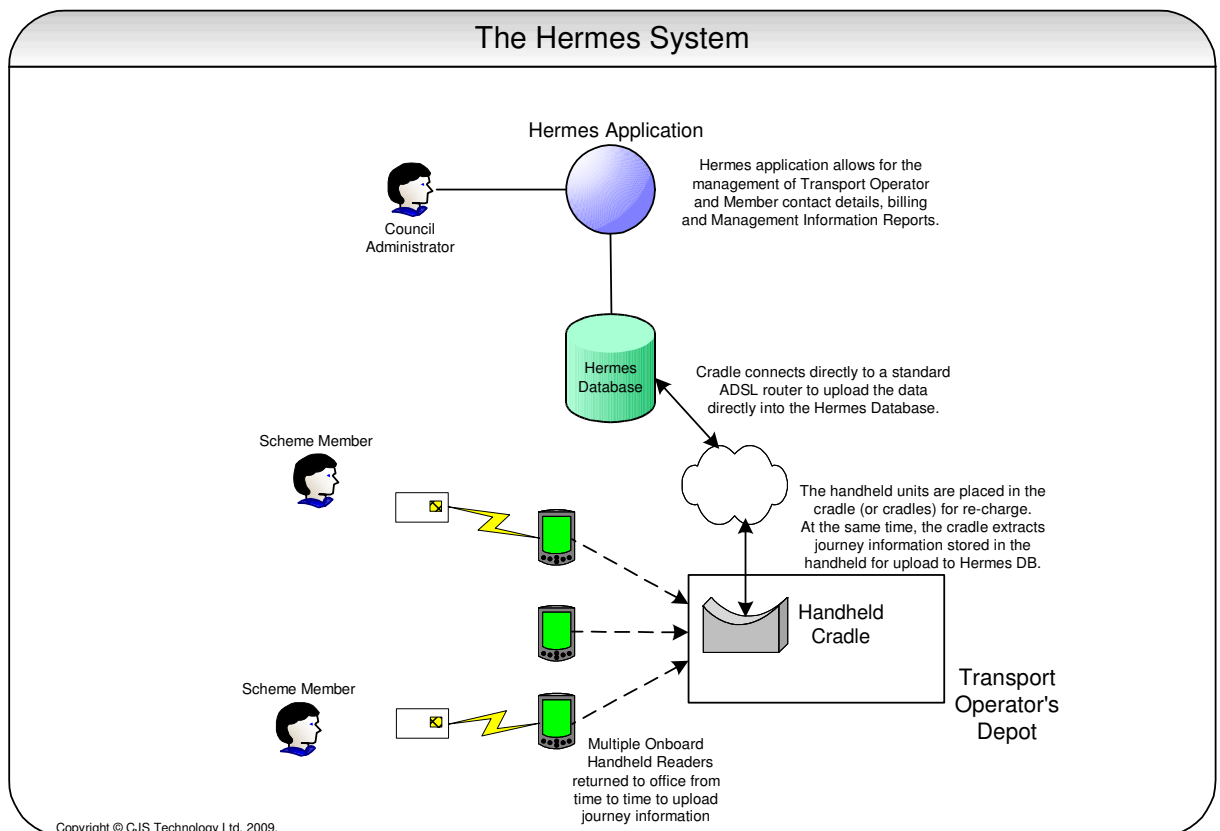 The Hermes System
Hermes Application
Hermes application allows for the
management of Transport Operator
and Member contact details, billing
and Management Information Reports.
Council
Administrator
Hermes
Database
Cradle connects directly to a standard
ADSL router to upload the data
directly into the Hermes Database.
Scheme Member
The handheld units are placed in the
cradle (or cradles) for re-charge.
At the same time, the cradle extracts
journey information stored in the
handheld for upload to Hermes DB.
Handheld
Cradle
Transport
Operator's
Depot
Scheme Member
Multiple Onboard
Handheld Readers
returned to office from
time to time to upload
journey information
Copyright © CJS Technology Ltd, 2009.